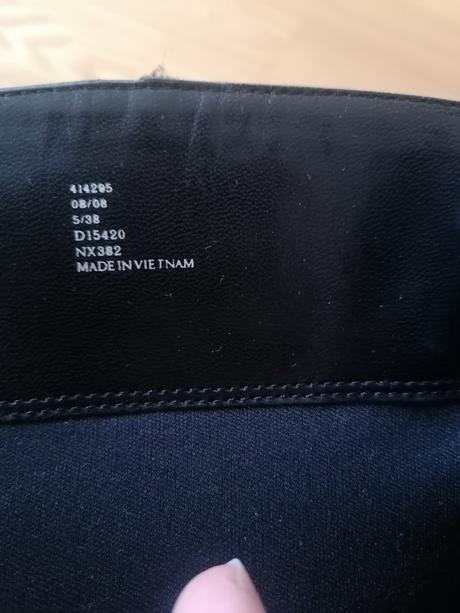 414295
08/08
5/38
D15420
NX382
MADE IN VIETNAM